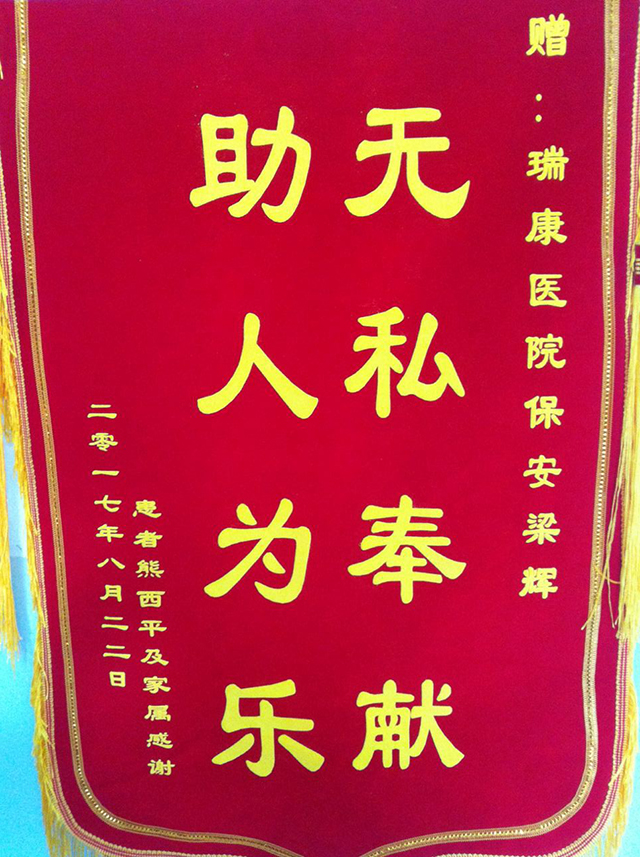 赠：瑞康医院保安梁辉
无私奉献
助人为乐
患者熊西平及家属感谢
二零一七年八月二二日